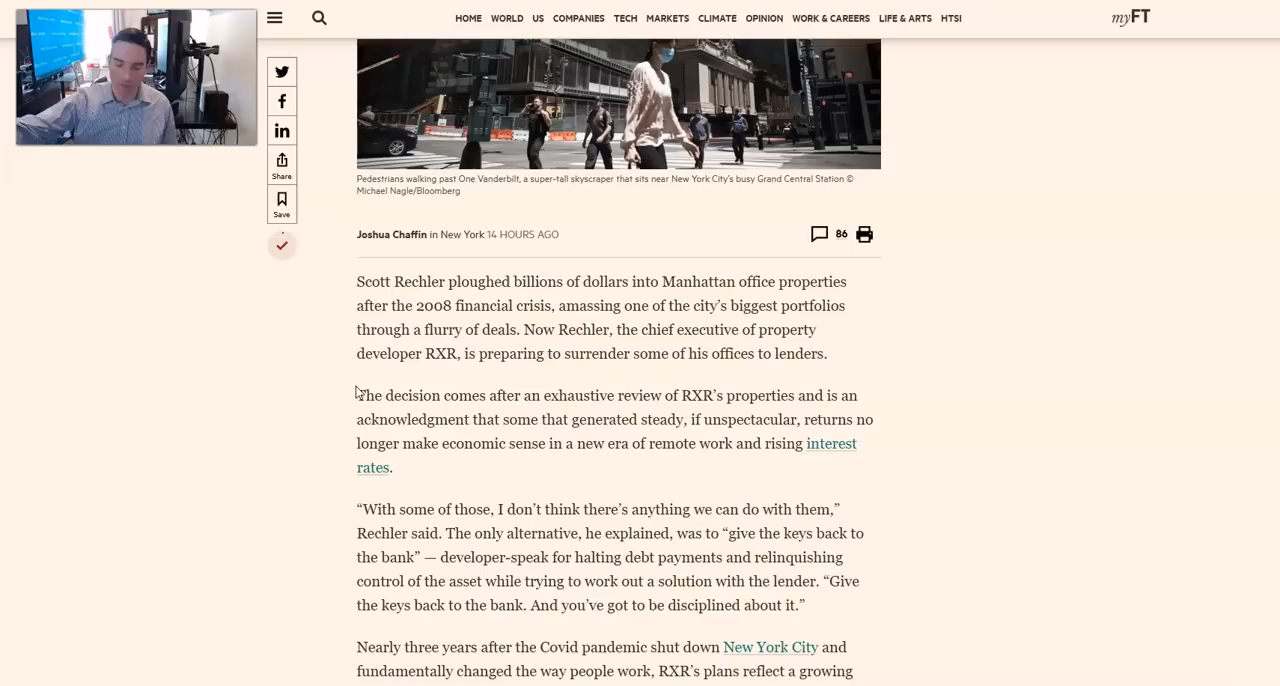 HOME WORLD US COMPANIES TECH MARKETS CLIMATE OPINION WORK & CAREERS LIFE & ARTS HTSI
myFT
Share
Save
Pedestrians walking past One Vanderbilt, a super-tall skyscraper that sits near New York City's busy Grand Central Station ©
Michael Nagle/Bloomberg
Joshua Chaffin in New York 14 HOURS AGO
86
Scott Rechler ploughed billions of dollars into Manhattan office properties
after the 2008 financial crisis, amassing one of the city's biggest portfolios
through a flurry of deals. Now Rechler, the chief executive of property
developer RXR, is preparing to surrender some of his offices to lenders.
The decision comes after an exhaustive review of RXR's properties and is an
acknowledgment that some that generated steady, if unspectacular, returns no
longer make economic sense in a new era of remote work and rising interest
rates.
“With some of those, I don't think there's anything we can do with them,”
Rechler said. The only alternative, he explained, was to “give the keys back to
the bank” — developer-speak for halting debt payments and relinquishing
control of the asset while trying to work out a solution with the lender. “Give
the keys back to the bank. And you've got to be disciplined about it.”
Nearly three years after the Covid pandemic shut down New York City and
fundamentally changed the way people work, RXR's plans reflect a growing